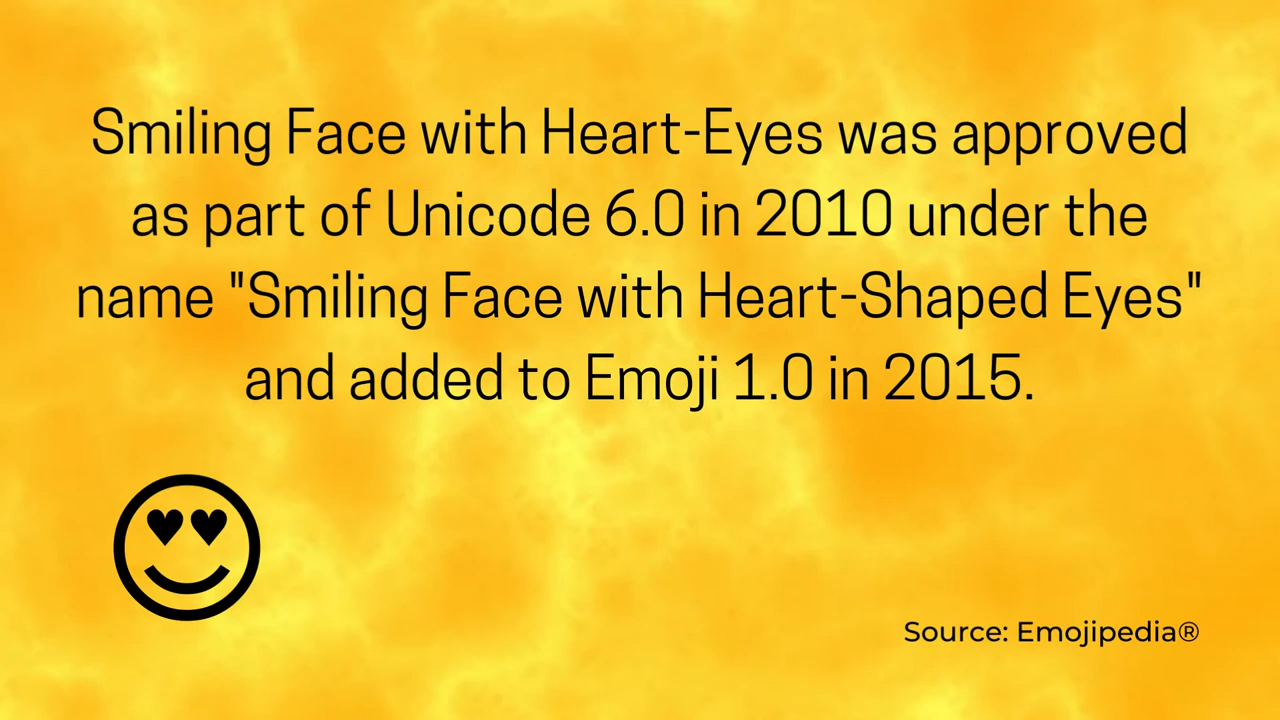 Smiling Face with Heart-Eyes was approved
as part of Unicode 6.0 in 2010 under the
name "Smiling Face with Heart-Shaped Eyes"
and added to Emoji 1.0 in 2015.
Source: Emojipedia®